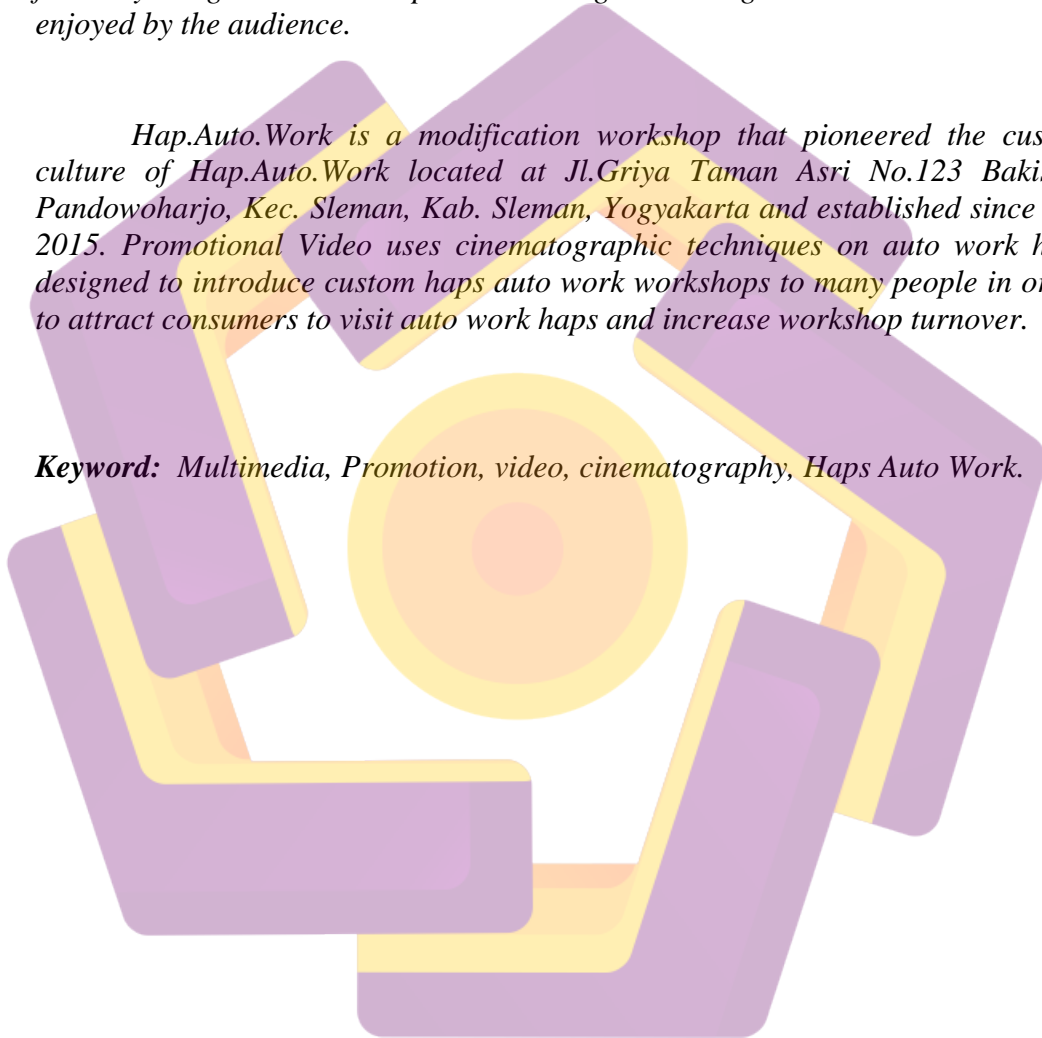 enjoyed by the audience.
Hap.Auto.Work is a modification workshop that pioneered the
culture of Hap.Auto.Work located at Jl.Griya Taman Asri No.123
Pandowoharjo, Kec. Sleman, Kab. Sleman, Yogyakarta and established since
2015. Promotional Video uses cinematographic techniques on auto work
designed to introduce custom haps auto work workshops to many people in
to attract consumers to visit auto work haps and increase workshop turnover.
Keyword: Multimedia, Promotion, video, cinematography, Haps Auto Work.